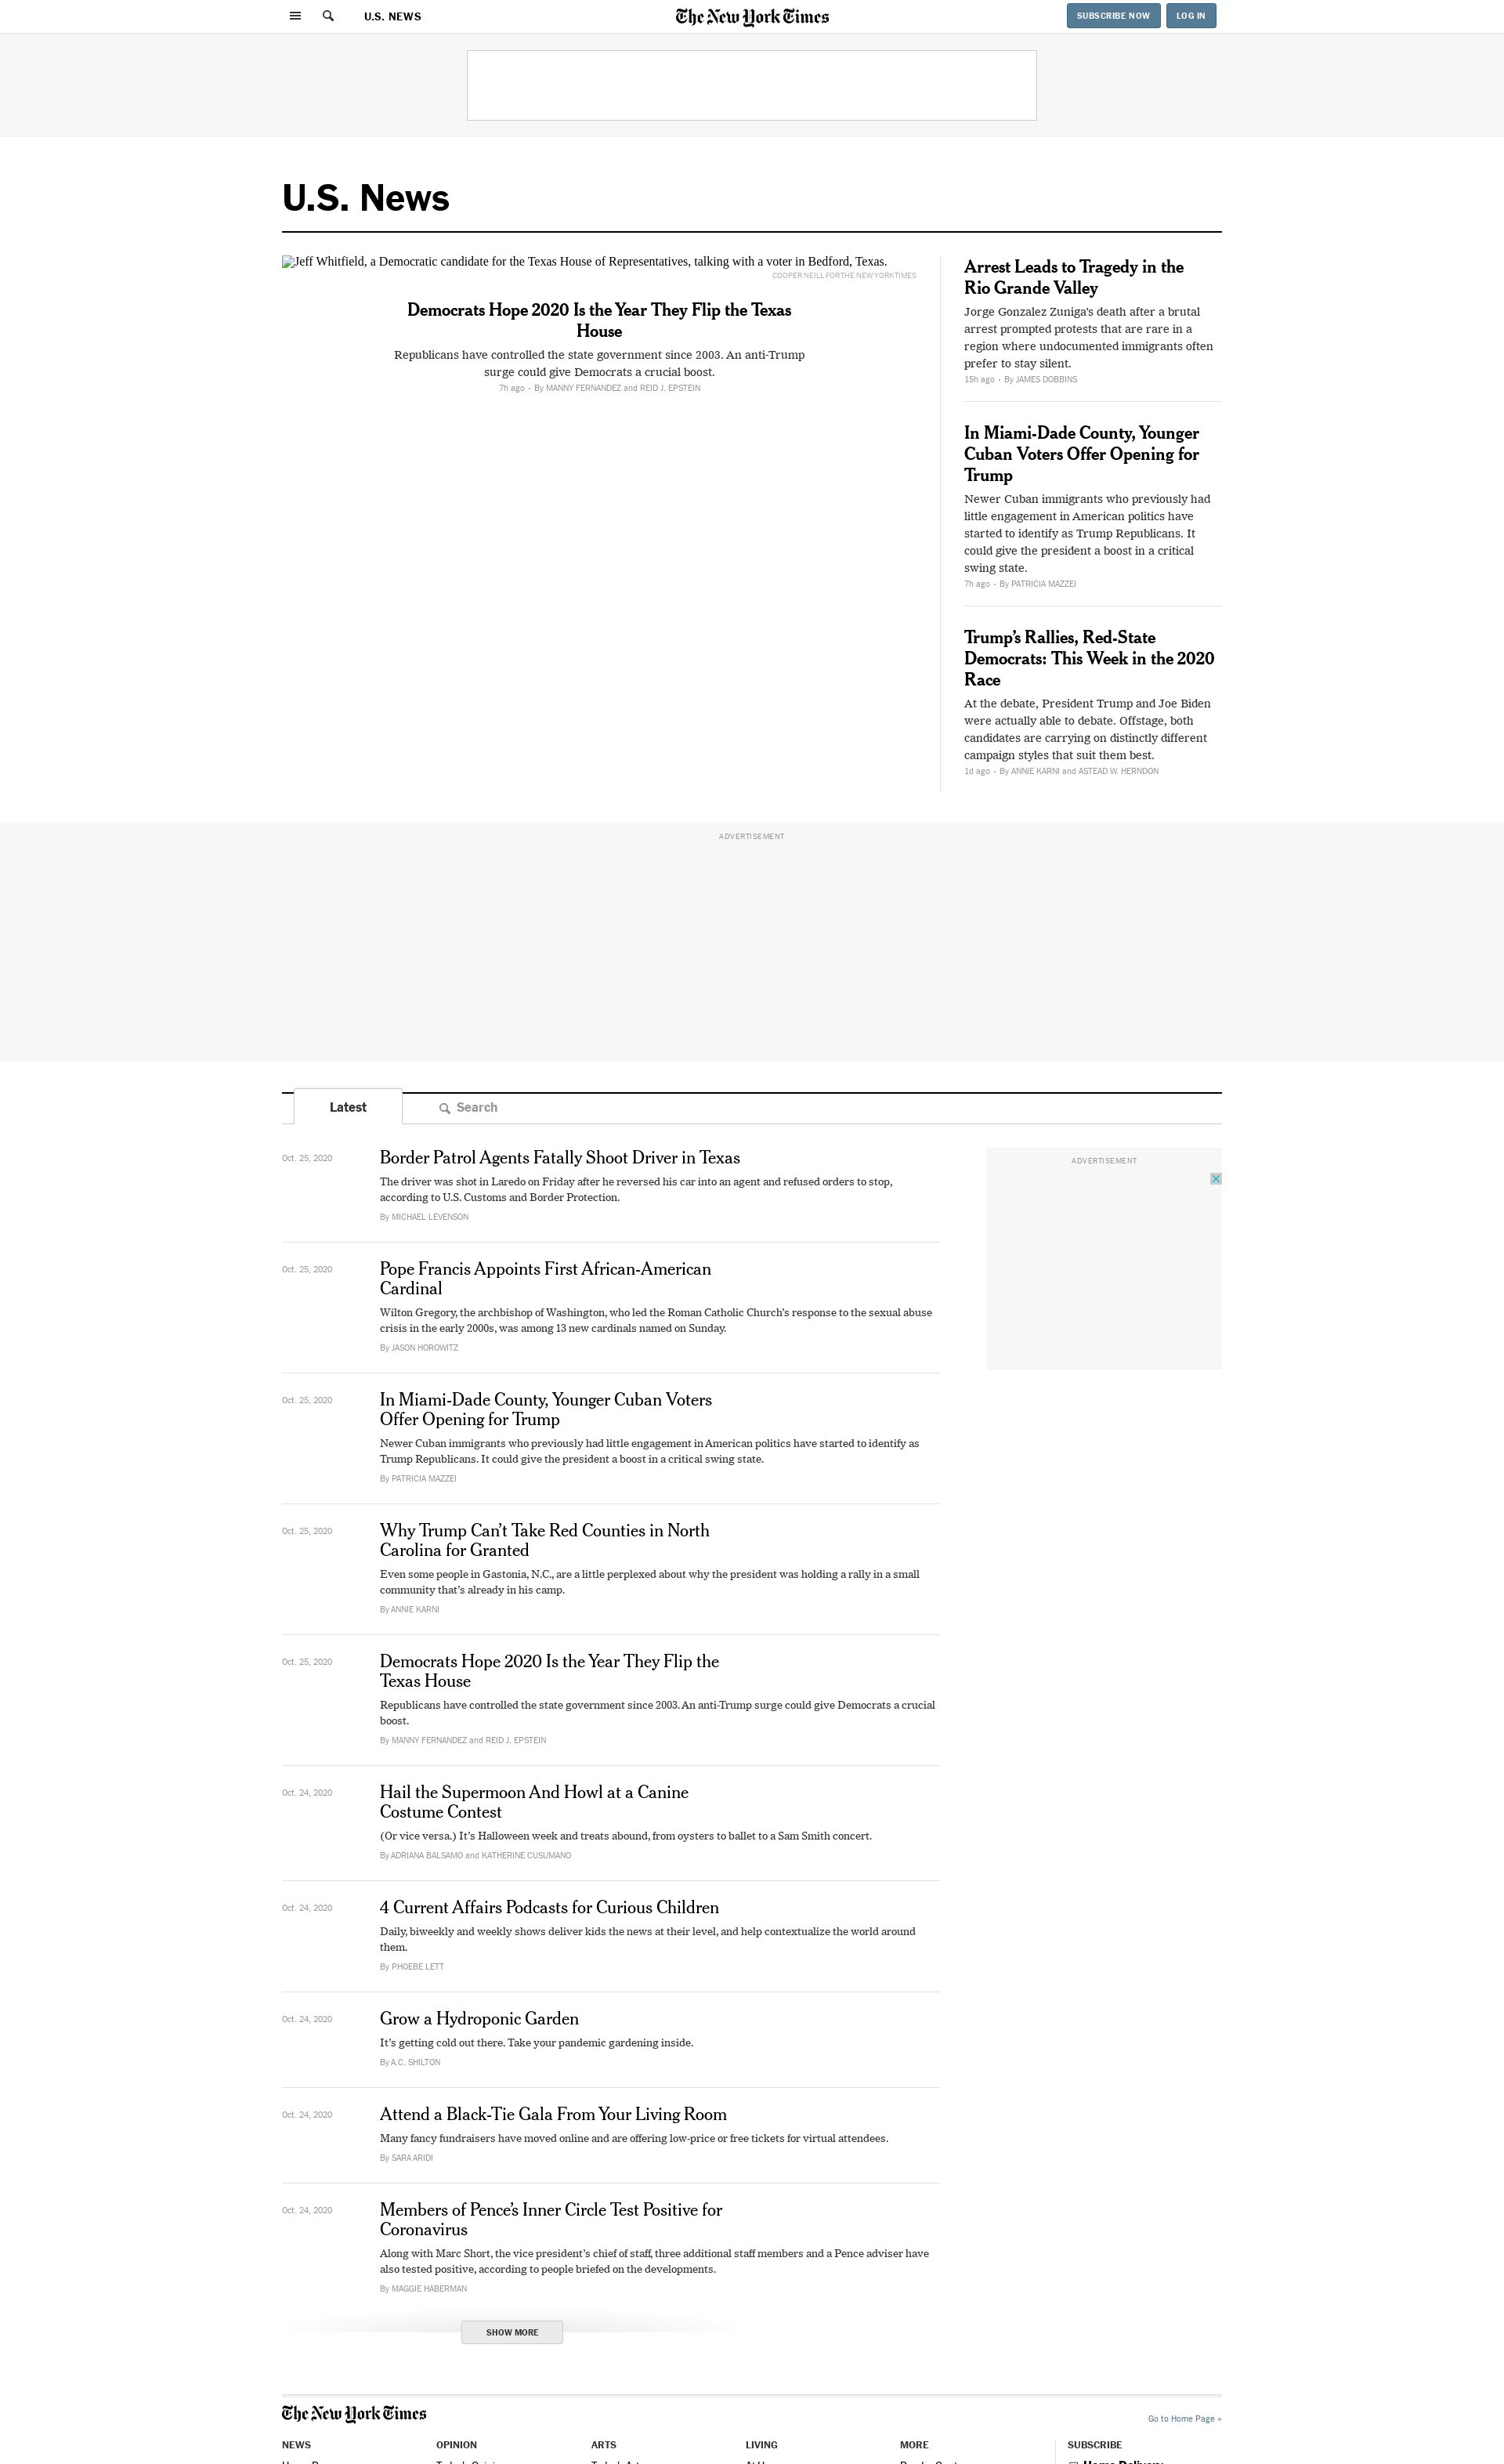 U.S. NEWS
The New York Times
SUBSCRIBE NOW
LOG IN
U.S. News
Jeff Whitfield, a Democratic candidate for the Texas House of Representatives, talking with a voter in Bedford, Texas.
COOPER NEILL FOR THE NEW YORK TIMES
Democrats Hope 2020 Is the Year They Flip the Texas
House
Republicans have controlled the state government since 2003. An anti-Trump
surge could give Democrats a crucial boost.
7h ago • By MANNY FERNANDEZ and REID J. EPSTEIN
Arrest Leads to Tragedy in the
Rio Grande Valley
Jorge Gonzalez Zuniga’s death after a brutal
arrest prompted protests that are rare in a
region where undocumented immigrants often
prefer to stay silent.
15h ago • By JAMES DOBBINS
In Miami-Dade County, Younger
Cuban Voters Offer Opening for
Trump
Newer Cuban immigrants who previously had
little engagement in American politics have
started to identify as Trump Republicans. It
could give the president a boost in a critical
swing state.
7h ago • By PATRICIA MAZZEI
Trump’s Rallies, Red-State
Democrats: This Week in the 2020
Race
At the debate, President Trump and Joe Biden
were actually able to debate. Offstage, both
candidates are carrying on distinctly different
campaign styles that suit them best.
1d ago • By ANNIE KARNI and ASTEAD W. HERNDON
ADVERTISEMENT
Latest
Search
Oct. 25, 2020
Border Patrol Agents Fatally Shoot Driver in Texas
The driver was shot in Laredo on Friday after he reversed his car into an agent and refused orders to stop,
according to U.S. Customs and Border Protection.
By MICHAEL LEVENSON
ADVERTISEMENT
Oct. 25, 2020
Pope Francis Appoints First African-American
Cardinal
Wilton Gregory, the archbishop of Washington, who led the Roman Catholic Church’s response to the sexual abuse
crisis in the early 2000s, was among 13 new cardinals named on Sunday.
By JASON HOROWITZ
Oct. 25, 2020
In Miami-Dade County, Younger Cuban Voters
Offer Opening for Trump
Newer Cuban immigrants who previously had little engagement in American politics have started to identify as
Trump Republicans. It could give the president a boost in a critical swing state.
By PATRICIA MAZZEI
Oct. 25, 2020
Why Trump Can’t Take Red Counties in North
Carolina for Granted
Even some people in Gastonia, N.C., are a little perplexed about why the president was holding a rally in a small
community that’s already in his camp.
By ANNIE KARNI
Oct. 25, 2020
Democrats Hope 2020 Is the Year They Flip the
Texas House
Republicans have controlled the state government since 2003. An anti-Trump surge could give Democrats a crucial
boost.
By MANNY FERNANDEZ and REID J. EPSTEIN
Oct. 24, 2020
Hail the Supermoon And Howl at a Canine
Costume Contest
(Or vice versa.) It’s Halloween week and treats abound, from oysters to ballet to a Sam Smith concert.
By ADRIANA BALSAMO and KATHERINE CUSUMANO
Oct. 24, 2020
4 Current Affairs Podcasts for Curious Children
Daily, biweekly and weekly shows deliver kids the news at their level, and help contextualize the world around
them.
By PHOEBE LETT
Oct. 24, 2020
Grow a Hydroponic Garden
It’s getting cold out there. Take your pandemic gardening inside.
By A.C. SHILTON
Oct. 24, 2020
Attend a Black-Tie Gala From Your Living Room
Many fancy fundraisers have moved online and are offering low-price or free tickets for virtual attendees.
By SARA ARIDI
Oct. 24, 2020
Members of Pence’s Inner Circle Test Positive for
Coronavirus
Along with Marc Short, the vice president’s chief of staff, three additional staff members and a Pence adviser have
also tested positive, according to people briefed on the developments.
By MAGGIE HABERMAN
SHOW MORE
The New York Times
Go to Home Page »
NEWS
OPINION
ARTS
LIVING
MORE
SUBSCRIBE